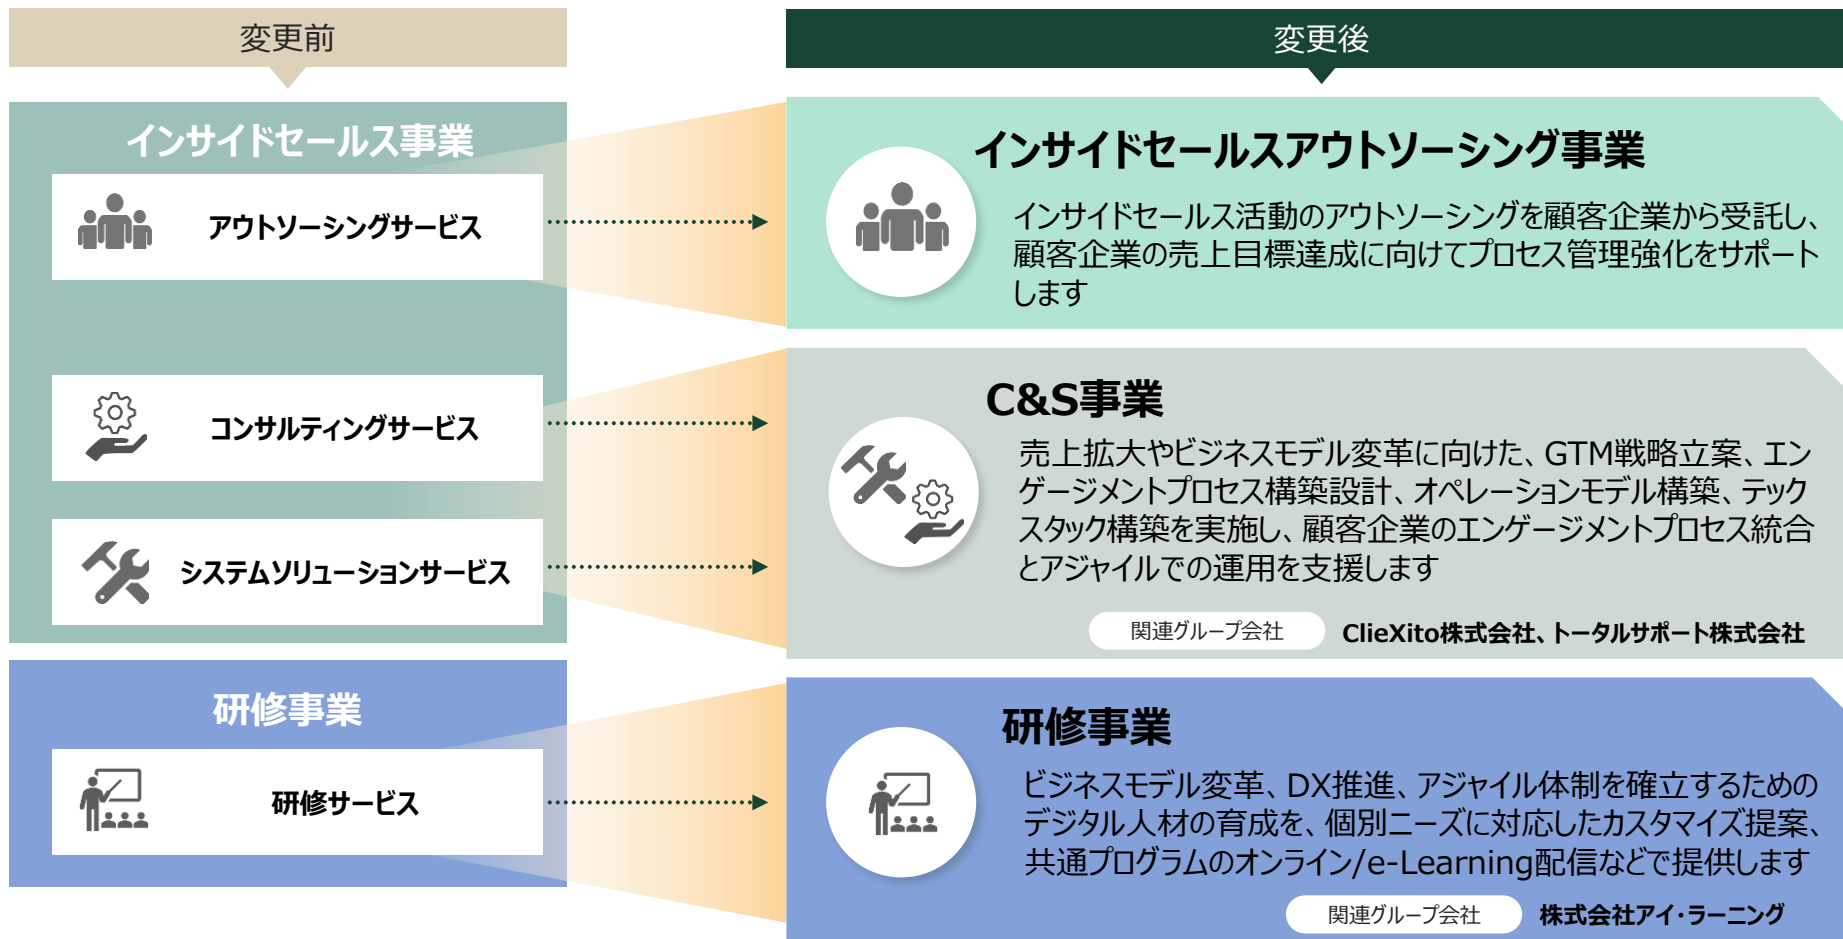 変更前
インサイドセールス事業
アウトソーシングサービス
コンサルティングサービス
システムソリューションサービス
研修事業
研修サービス
変更後
インサイドセールスアウトソーシング事業
インサイドセールス活動のアウトソーシングを顧客企業から受託し、
顧客企業の売上目標達成に向けてプロセス管理強化をサポート
します
C&S事業
売上拡大やビジネスモデル変革に向けた、GTM戦略立案、エン
ゲージメントプロセス構築設計、オペレーションモデル構築、テック
スタック構築を実施し、顧客企業のエンゲージメントプロセス統合
とアジャイルでの運用を支援します
関連グループ会社 ClieXito株式会社、トータルサポート株式会社
研修事業
ビジネスモデル変革、DX推進、アジャイル体制を確立するための
デジタル人材の育成を、個別ニーズに対応したカスタマイズ提案、
共通プログラムのオンライン/e-Learning配信などで提供します
関連グループ会社 株式会社アイ・ラーニング